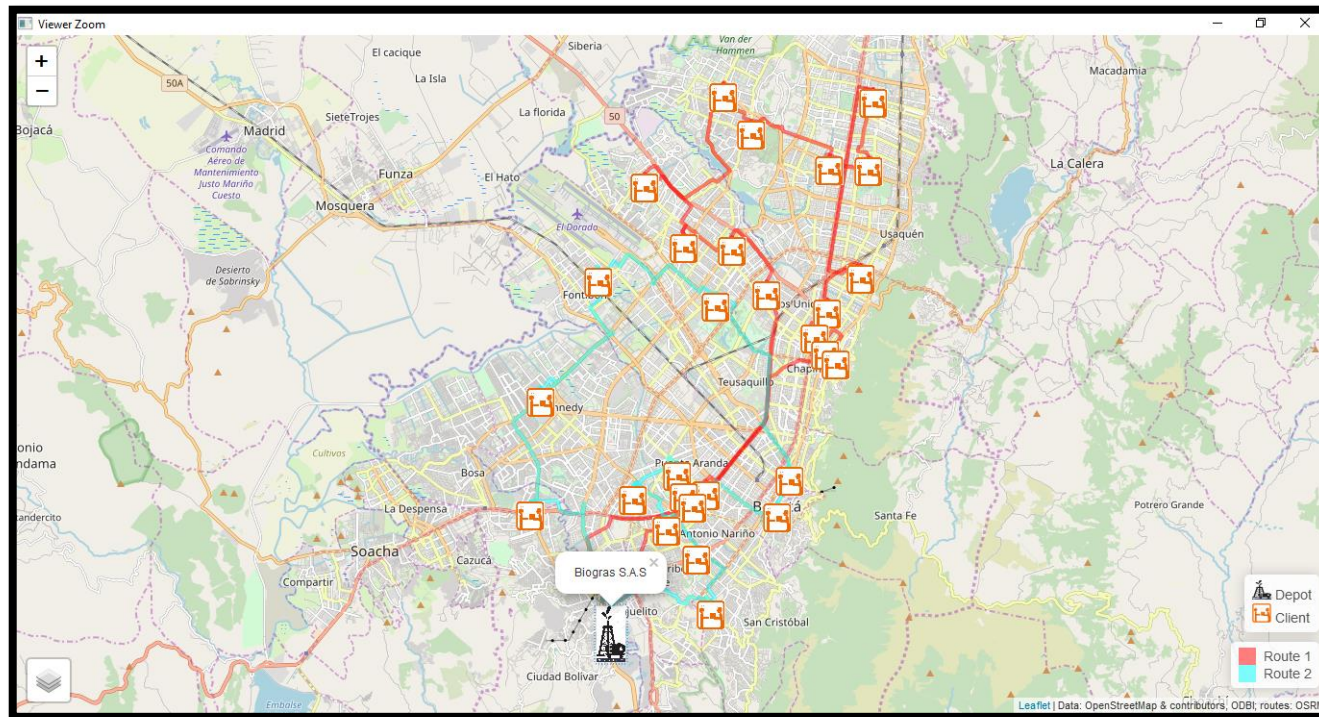 Viewer Zoom
+
−
El cacique
Siberia
Van der
Hammen
Macadamia
50A
La Isla
SieteTrojes
La florida
50
Bojacá
Madrid
Comando
Aéreo de
Mantenimiento
Justo Mariño
Cuesto
Funza
El Hato
La Calera
Mosquera
El Dorado
Usaquén
Desierto
de Sabrinsky
Teusaquillo
Cultivos
Bosa
Puente Aranda
La Despensa
Santa Fe
Potrero Grande
Antonio Nariño
Soacha
Cazucá
Compartir
Biogras S.A.S
×
San Cristóbal
Ciudad Bolívar
Embalse
Depot
Client
Route 1
Route 2
Leaflet | Data: OpenStreetMap & contributors, ODBl; routes: OSRM